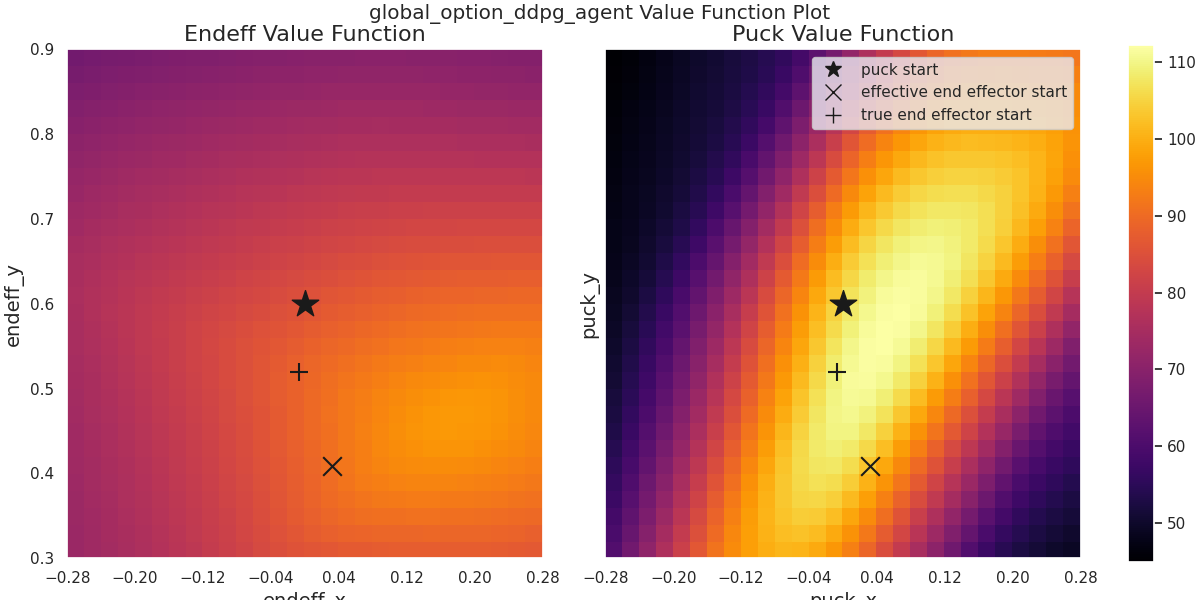 global_option_ddpg_agent Value Function Plot
Endeff Value Function
Puck Value Function
puck start
effective end effector start
true end effector start
endeff_y
0.9
0.8
0.7
0.6
0.5
0.4
0.3
−0.28 −0.20 −0.12 −0.04 0.04 0.12 0.20 0.28
endeff_x
puck_y
−0.28 −0.20 −0.12 −0.04 0.04 0.12 0.20 0.28
puck_x
110
100
90
80
70
60
50